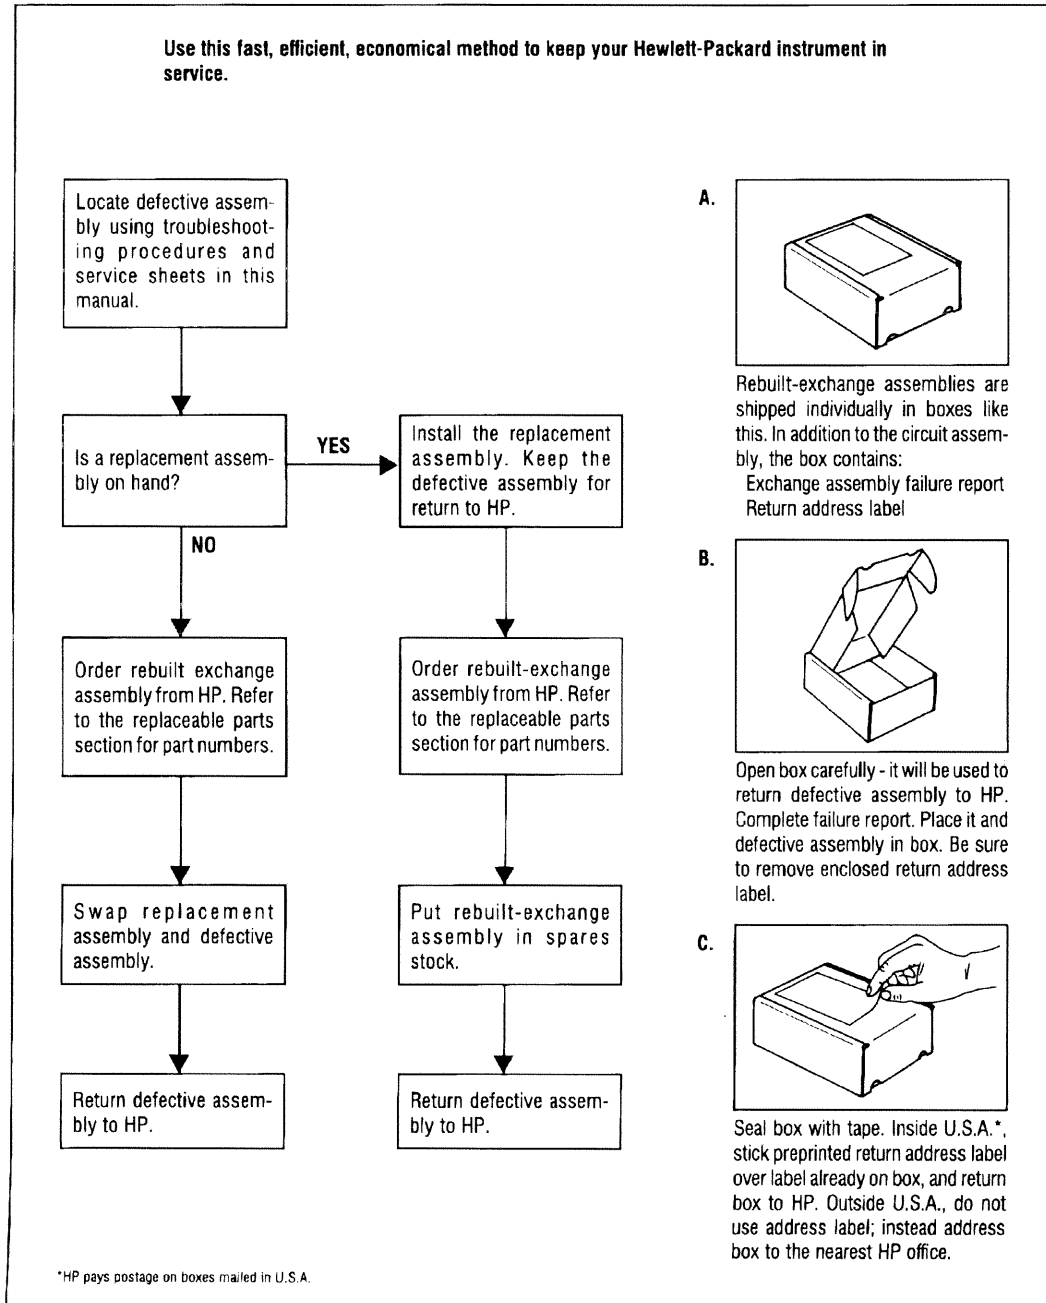 Use this fast, efficient, economical method to keep your Hewlett-Packard instrument in
service.
Locate defective assem-
bly using troubleshoot-
ing procedures and
service sheets in this
manual.
Is a replacement assem-
bly on hand?
YES
Install the replacement
assembly. Keep the
defective assembly for
return to HP.
NO
Order rebuilt exchange
assembly from HP. Refer
to the replaceable parts
section for part numbers.
Order rebuilt-exchange
assembly from HP. Refer
to the replaceable parts
section for part numbers.
Swap replacement
assembly and defective
assembly.
Put rebuilt-exchange
assembly in spares
stock.
Return defective assem-
bly to HP.
Return defective assem-
bly to HP.
A.
Rebuilt-exchange assemblies are
shipped individually in boxes like
this. In addition to the circuit assem-
bly, the box contains:
Exchange assembly failure report
Return address label
B.
Open box carefully - it will be used to
return defective assembly to HP.
Complete failure report. Place it and
defective assembly in box. Be sure
to remove enclosed return address
label.
C.
Seal box with tape. Inside U.S.A.*,
stick preprinted return address label
over label already on box, and return
box to HP. Outside U.S.A., do not
use address label; instead address
box to the nearest HP office.
*HP pays postage on boxes mailed in U.S.A.